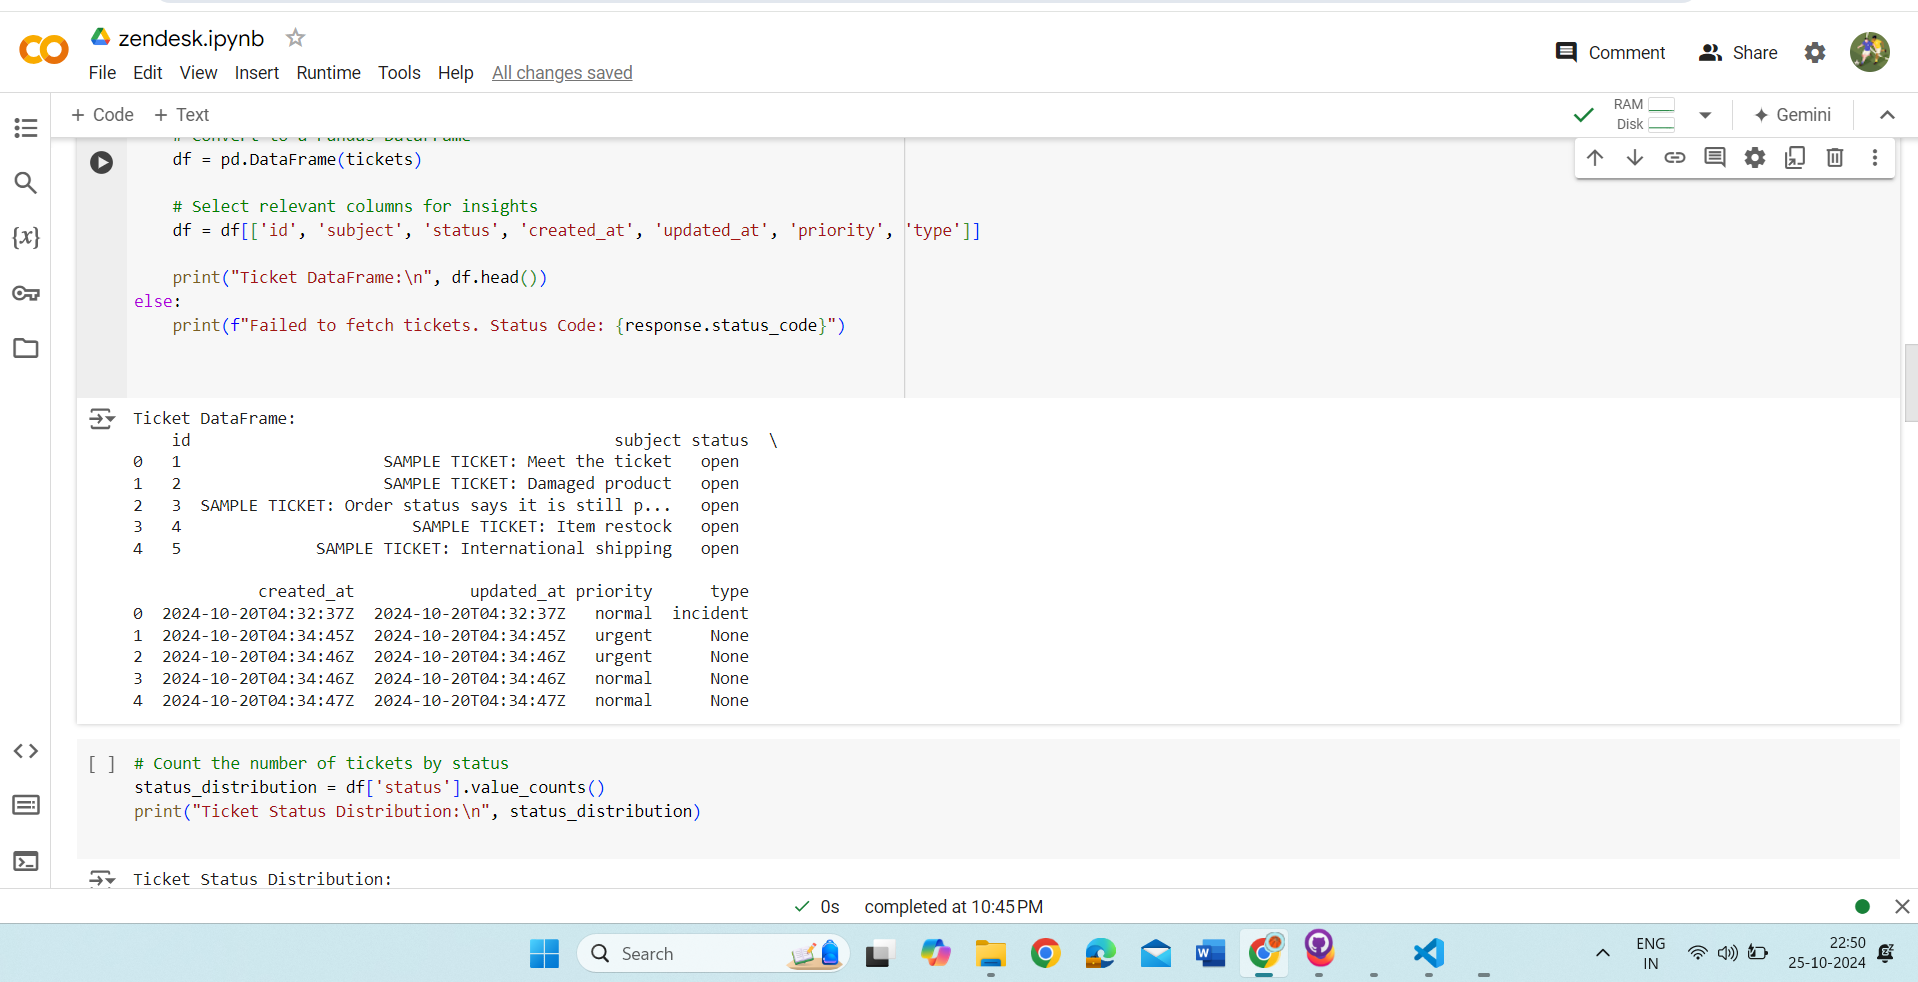 zendesk.ipynb
File Edit View Insert Runtime Tools Help All changes saved
Comment Share
+ Code + Text
RAM
Disk
Gemini
# Convert to a Pandas DataFrame
df = pd.DataFrame(tickets)
# Select relevant columns for insights
df = df[['id', 'subject', 'status', 'created_at', 'updated_at', 'priority', 'type']]
print("Ticket DataFrame:\n", df.head())
else:
print(f"Failed to fetch tickets. Status Code: {response.status_code}")
Ticket DataFrame:
id subject status \
0 1 SAMPLE TICKET: Meet the ticket open
1 2 SAMPLE TICKET: Damaged product open
2 3 SAMPLE TICKET: Order status says it is still p... open
3 4 SAMPLE TICKET: Item restock open
4 5 SAMPLE TICKET: International shipping open
created_at updated_at priority type
0 2024-10-20T04:32:37Z 2024-10-20T04:32:37Z normal incident
1 2024-10-20T04:34:45Z 2024-10-20T04:34:45Z urgent None
2 2024-10-20T04:34:46Z 2024-10-20T04:34:46Z urgent None
3 2024-10-20T04:34:46Z 2024-10-20T04:34:46Z normal None
4 2024-10-20T04:34:47Z 2024-10-20T04:34:47Z normal None
[ ] # Count the number of tickets by status
status_distribution = df['status'].value_counts()
print("Ticket Status Distribution:\n", status_distribution)
Ticket Status Distribution:
0s completed at 10:45 PM
Search
ENG
IN
22:50
25-10-2024